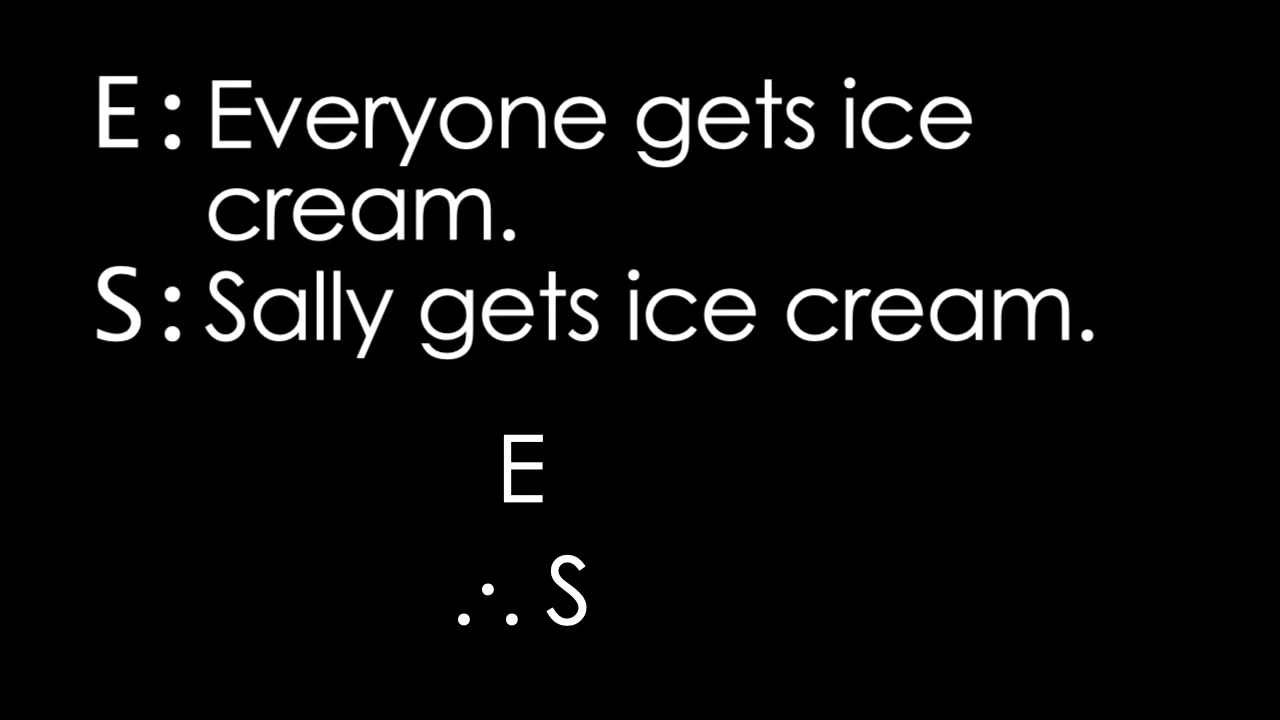 E : Everyone gets ice
cream.
S : Sally gets ice cream.
E
∴ S